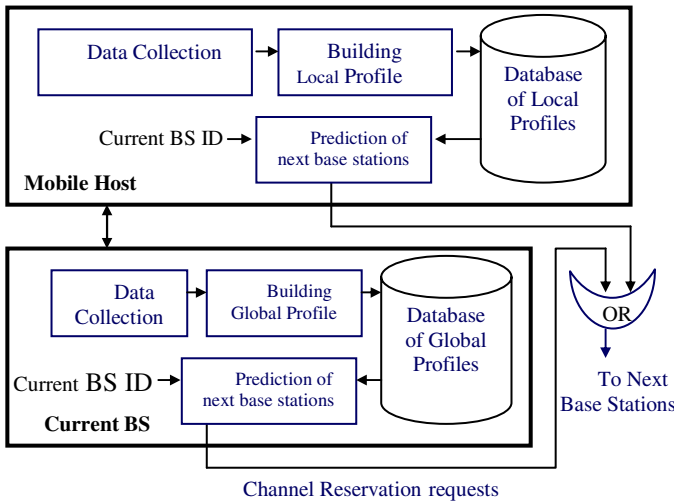 Data Collection
Building
Local Profile
Database
of Local
Profiles
Current BS ID
Prediction of
next base stations
Mobile Host
Data
Collection
Building
Global Profile
Database
of Global
Profiles
Current BS ID
Prediction of
next base stations
Current BS
OR
To Next
Base Stations
Channel Reservation requests